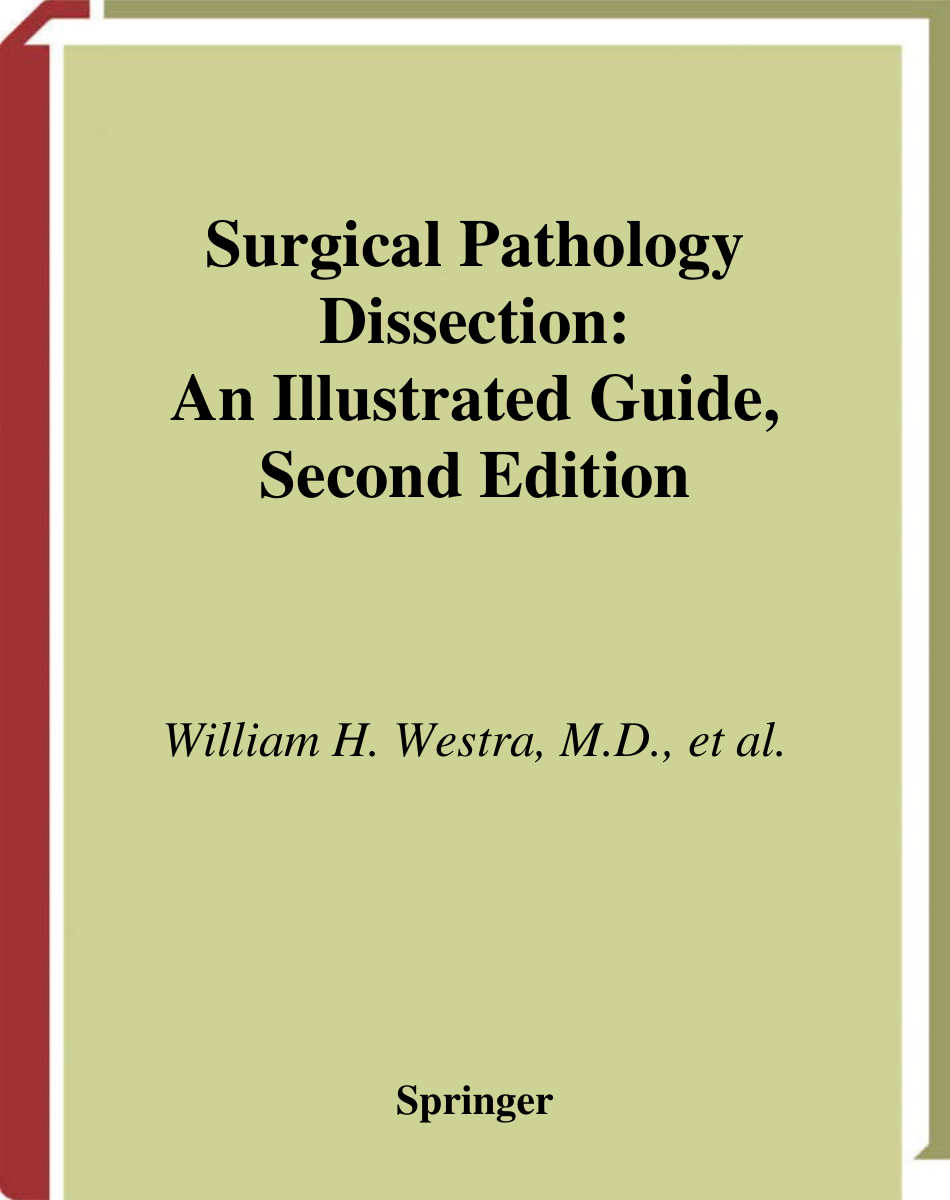 Surgical Pathology
Dissection:
An Illustrated Guide,
Second Edition
William H. Westra, M.D., et al.
Springer